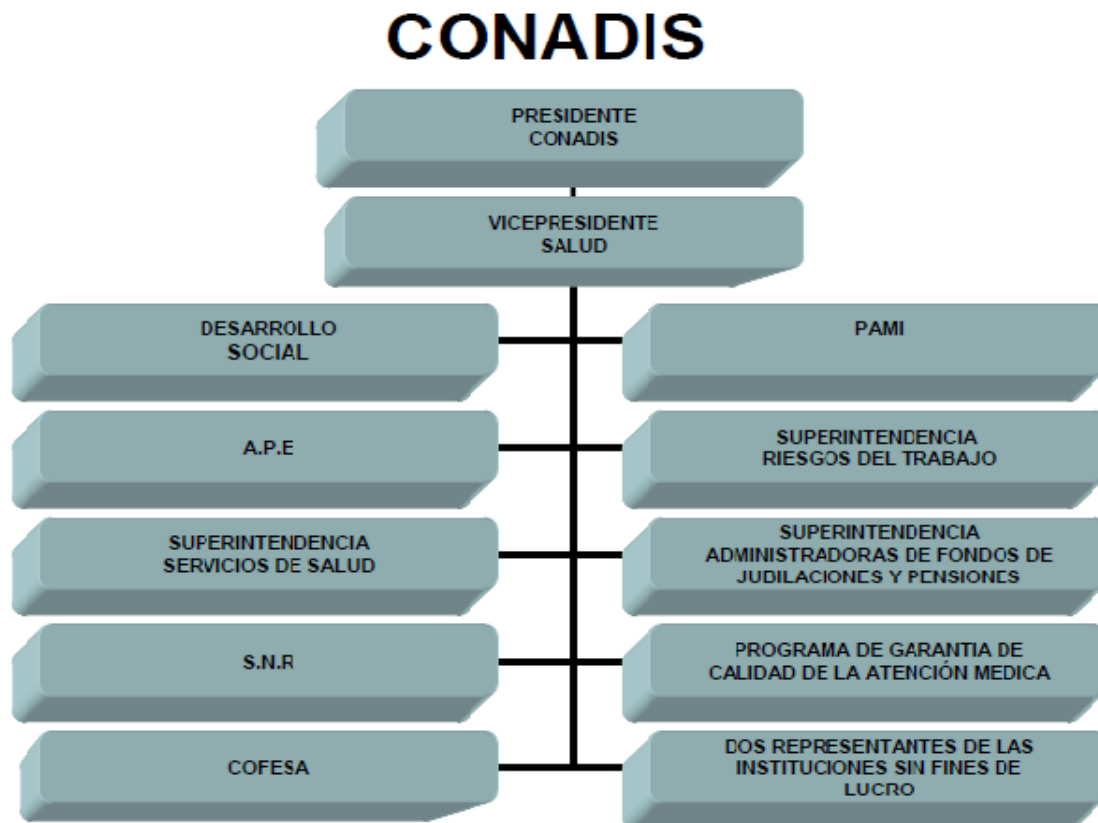 CONADIS
PRESIDENTE
CONADIS
VICEPRESIDENTE
SALUD
DESARROLLO
SOCIAL
PAMI
A.P.E
SUPERINTENDENCIA
RIESGOS DEL TRABAJO
SUPERINTENDENCIA
SERVICIOS DE SALUD
SUPERINTENDENCIA
ADMINISTRADORAS DE FONDOS DE
JUDILACIONES Y PENSIONES
S.N.R
PROGRAMA DE GARANTIA DE
CALIDAD DE LA ATENCIÓN MEDICA
COFESA
DOS REPRESENTANTES DE LAS
INSTITUCIONES SIN FINES DE
LUCRO